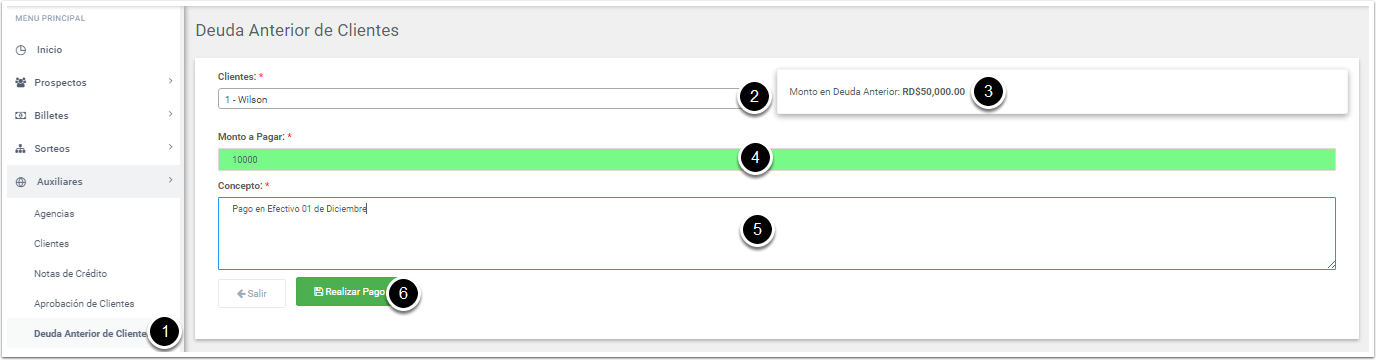 MENU PRINCIPAL
Inicio
Prospectos
Billetes
Sorteos
Auxiliares
Agencias
Clientes
Notas de Crédito
Aprobación de Clientes
Deuda Anterior de Cliente
1
Deuda Anterior de Clientes
Clientes: *
1 - Wilson
2
Monto en Deuda Anterior: RD$50,000.00
3
Monto a Pagar: *
10000
4
Concepto: *
Pago en Efectivo 01 de Diciembre
5
Salir
Realizar Pago
6